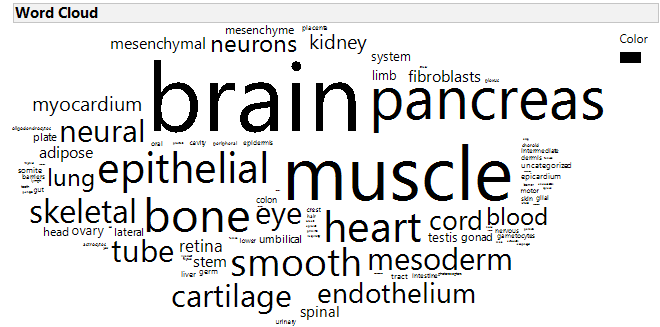 Word Cloud
Color
mesenchyme placenta
mesenchymal neurons kidney
system
limb fibroblasts
brain pancreas
myocardium
plate neural
oral cavity peripheral epidermis
adipose
somite
lung epithelial muscle
barriers
gut
choroid
intermediate
dermis
uncategorized
epicardium
motor
skin glial
colon
crest
hair
skeletal bone eye heart cord blood
head ovary lateral
lower umbilical
testis gonad
nervous
gametocytes
tube retina
stem smooth mesoderm
liver germ
tract intestine
cartilage endothelium
spinal
urinary